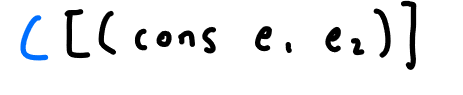 C[(cons e₁ e₂)]